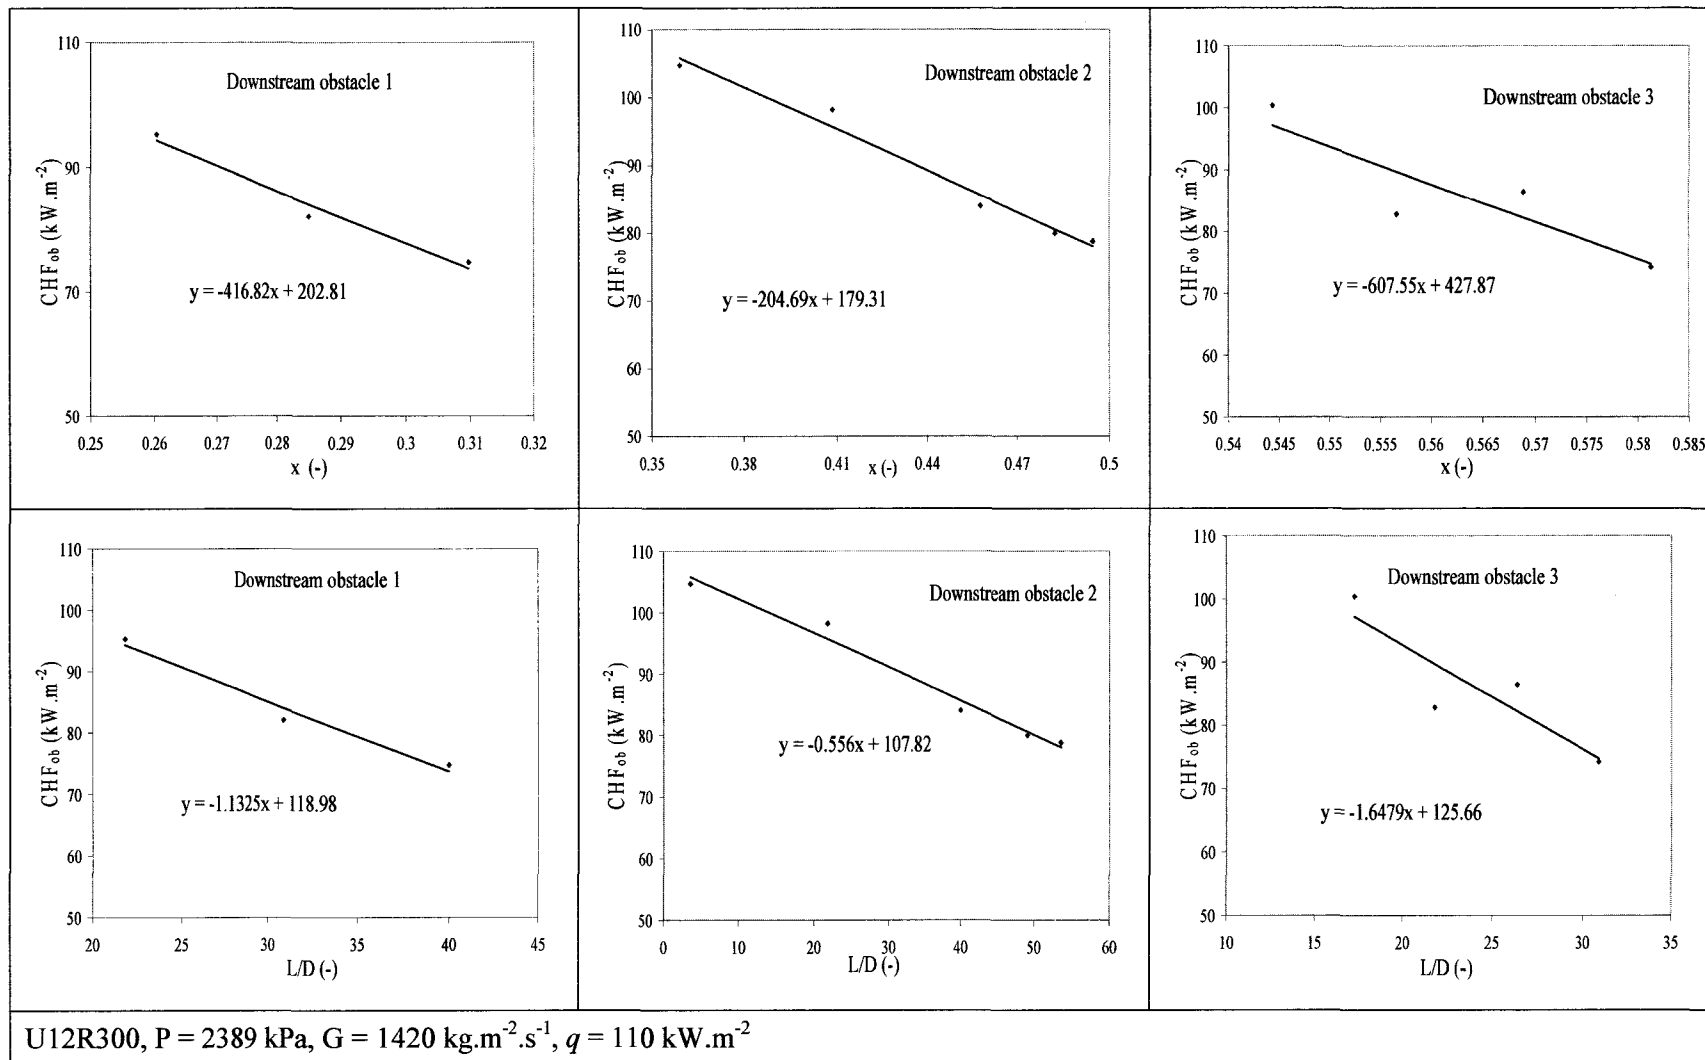 110
100
90
80
70
60
50
CHF_ob (kW.m^-2)
Downstream obstacle 1
y = -416.82x + 202.81
0.25 0.26 0.27 0.28 0.29 0.3 0.31 0.32
x (-)
110
100
90
80
70
60
50
CHF_ob (kW.m^-2)
Downstream obstacle 2
y = -204.69x + 179.31
0.35 0.38 0.41 0.44 0.47 0.5
x (-)
110
100
90
80
70
60
50
CHF_ob (kW.m^-2)
Downstream obstacle 3
y = -607.55x + 427.87
0.54 0.545 0.55 0.555 0.56 0.565 0.57 0.575 0.58 0.585
x (-)
110
100
90
80
70
60
50
CHF_ob (kW.m^-2)
Downstream obstacle 1
y = -1.1325x + 118.98
20 25 30 35 40 45
L/D (-)
110
100
90
80
70
60
50
CHF_ob (kW.m^-2)
Downstream obstacle 2
y = -0.556x + 107.82
0 10 20 30 40 50 60
L/D (-)
110
100
90
80
70
60
50
CHF_ob (kW.m^-2)
Downstream obstacle 3
y = -1.6479x + 125.66
10 15 20 25 30 35
L/D (-)
U12R300, P = 2389 kPa, G = 1420 kg.m^-2.s^-1, q = 110 kW.m^-2